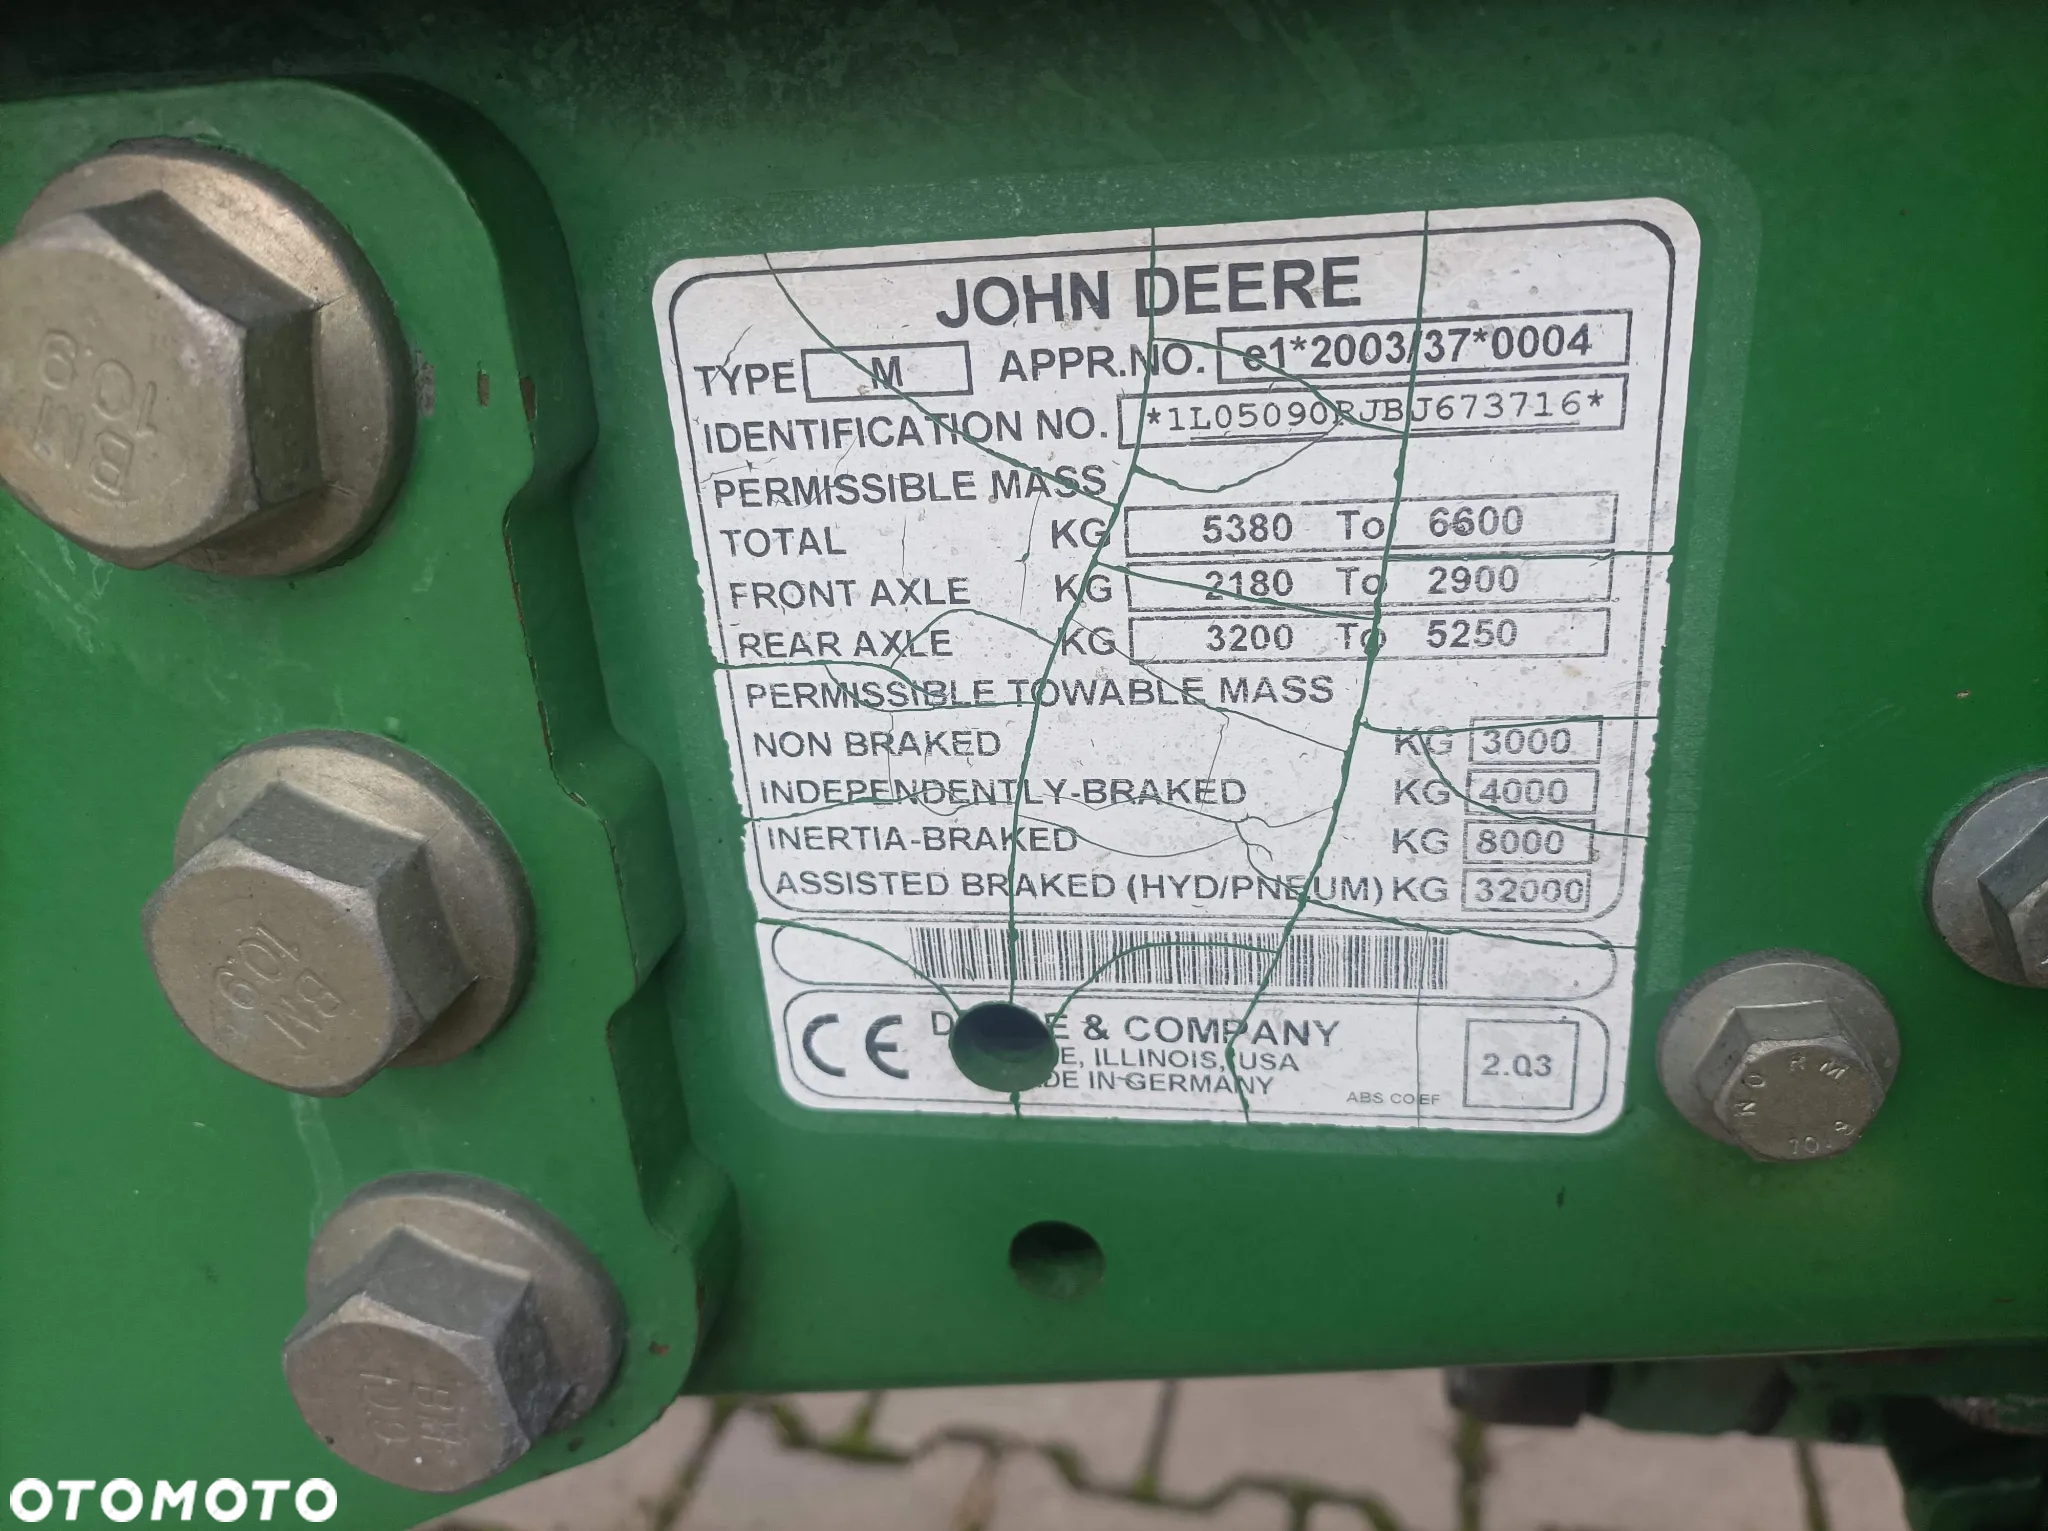 JOHN DEERE
TYPE M APPR.NO. e1*2003/37*0004
IDENTIFICATION NO. *1L05090RJBJ673716*
PERMISSIBLE MASS
TOTAL KG 5380 To 6600
FRONT AXLE KG 2180 To 2900
REAR AXLE KG 3200 To 5250
PERMISSIBLE TOWABLE MASS
NON BRAKED KG 3000
INDEPENDENTLY-BRAKED KG 4000
INERTIA-BRAKED KG 8000
ASSISTED BRAKED (HYD/PNEUM) KG 32000
CE & COMPANY
ILLINOIS, USA
IN GERMANY
ABS COEF 2.03
10.9
BM
10.9
BM
OTOMOTO